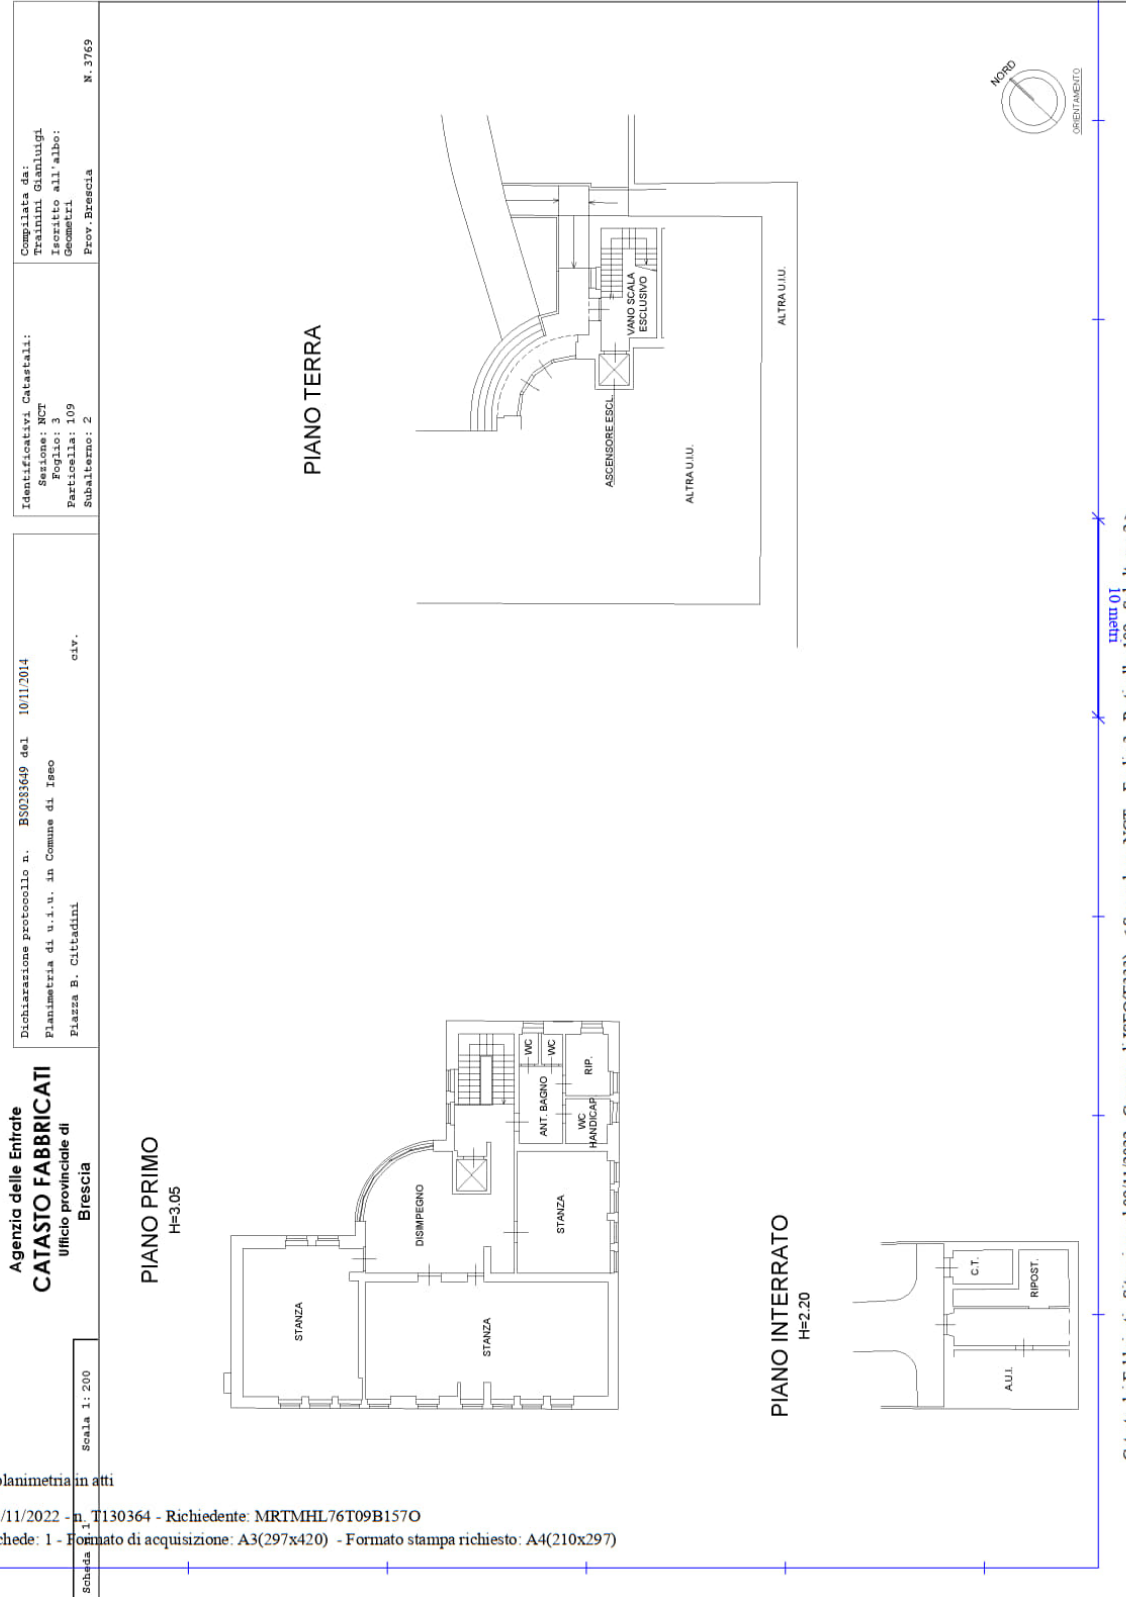 Agenzia delle Entrate
CATASTO FABBRICATI
Ufficio provinciale di
Brescia
Dichiarazione protocollo n. BS0283649 del 10/11/2014
Planimetria di u.i.u. in Comune di Iseo
Piazza B. Cittadini civ.
Identificativi Catastali:
Sezione: NCT
Foglio: 3
Particella: 109
Subalterno: 2
Compilata da:
Trainini Gianluigi
Iscritto all'albo:
Geometri
Prov. Brescia N. 3769
Scheda 1 Scala 1: 200
PIANO PRIMO
H=3.05
STANZA
STANZA
DISIMPEGNO
STANZA
ANT. BAGNO
WC
WC
RIP.
WC
HANDICAP.
PIANO TERRA
VANO SCALA
ESCLUSIVO
ASCENSORE ESCL.
ALTRA U.I.U.
ALTRA U.I.U.
NORD
ORIENTAMENTO
PIANO INTERRATO
H=2.20
C.T.
RIPOST.
A.U.I.
10 metri
planimetria in atti
/11/2022 - n. T130364 - Richiedente: MRTMHL76T09B157O
chede: 1 - Formato di acquisizione: A3(297x420) - Formato stampa richiesto: A4(210x297)